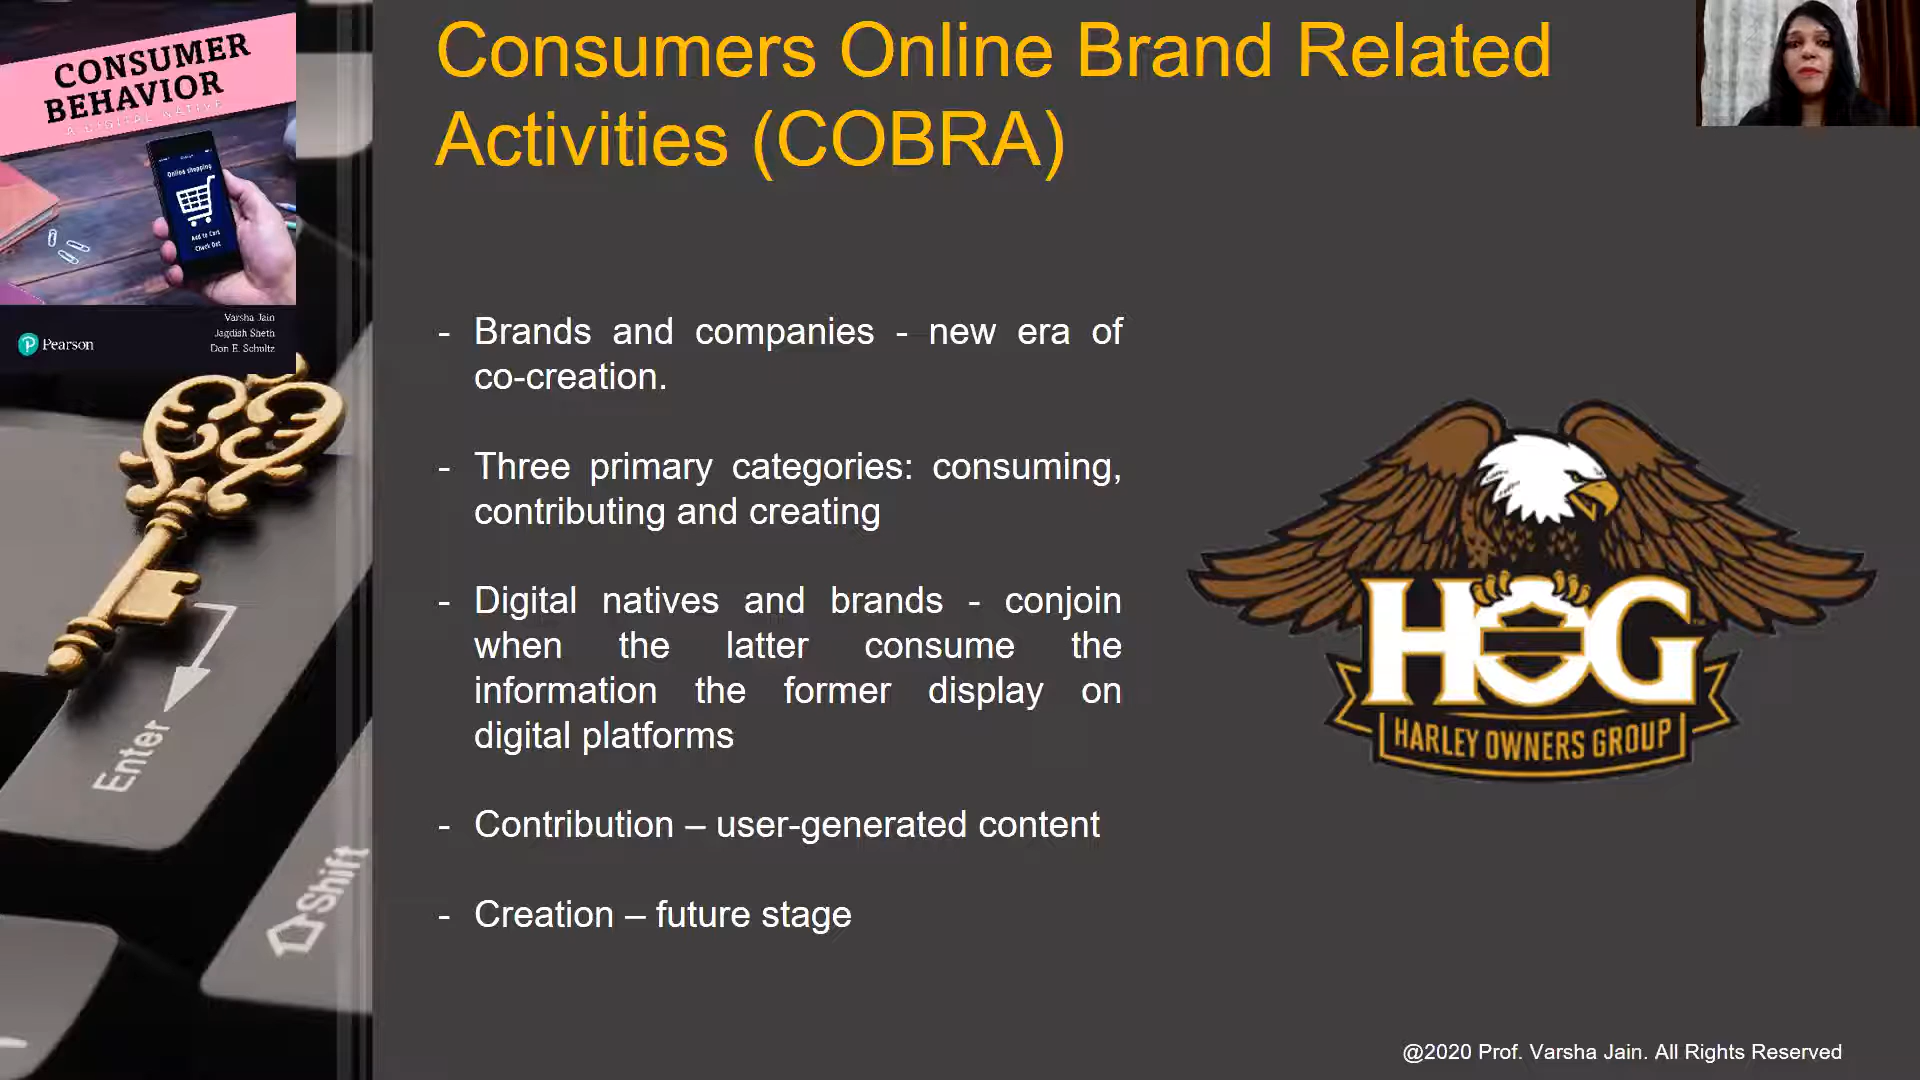 CONSUMER
BEHAVIOR
A DIGITAL NATIVE
Online shopping
Add to Cart
Check Out
Pearson
Varsha Jain
Jagdish Sheth
Don E. Schultz
Enter
Shift
Consumers Online Brand Related
Activities (COBRA)
- Brands and companies - new era of
co-creation.
- Three primary categories: consuming,
contributing and creating
- Digital natives and brands - conjoin
when the latter consume the
information the former display on
digital platforms
- Contribution – user-generated content
- Creation – future stage
HOG
HARLEY OWNERS GROUP
@2020 Prof. Varsha Jain. All Rights Reserved